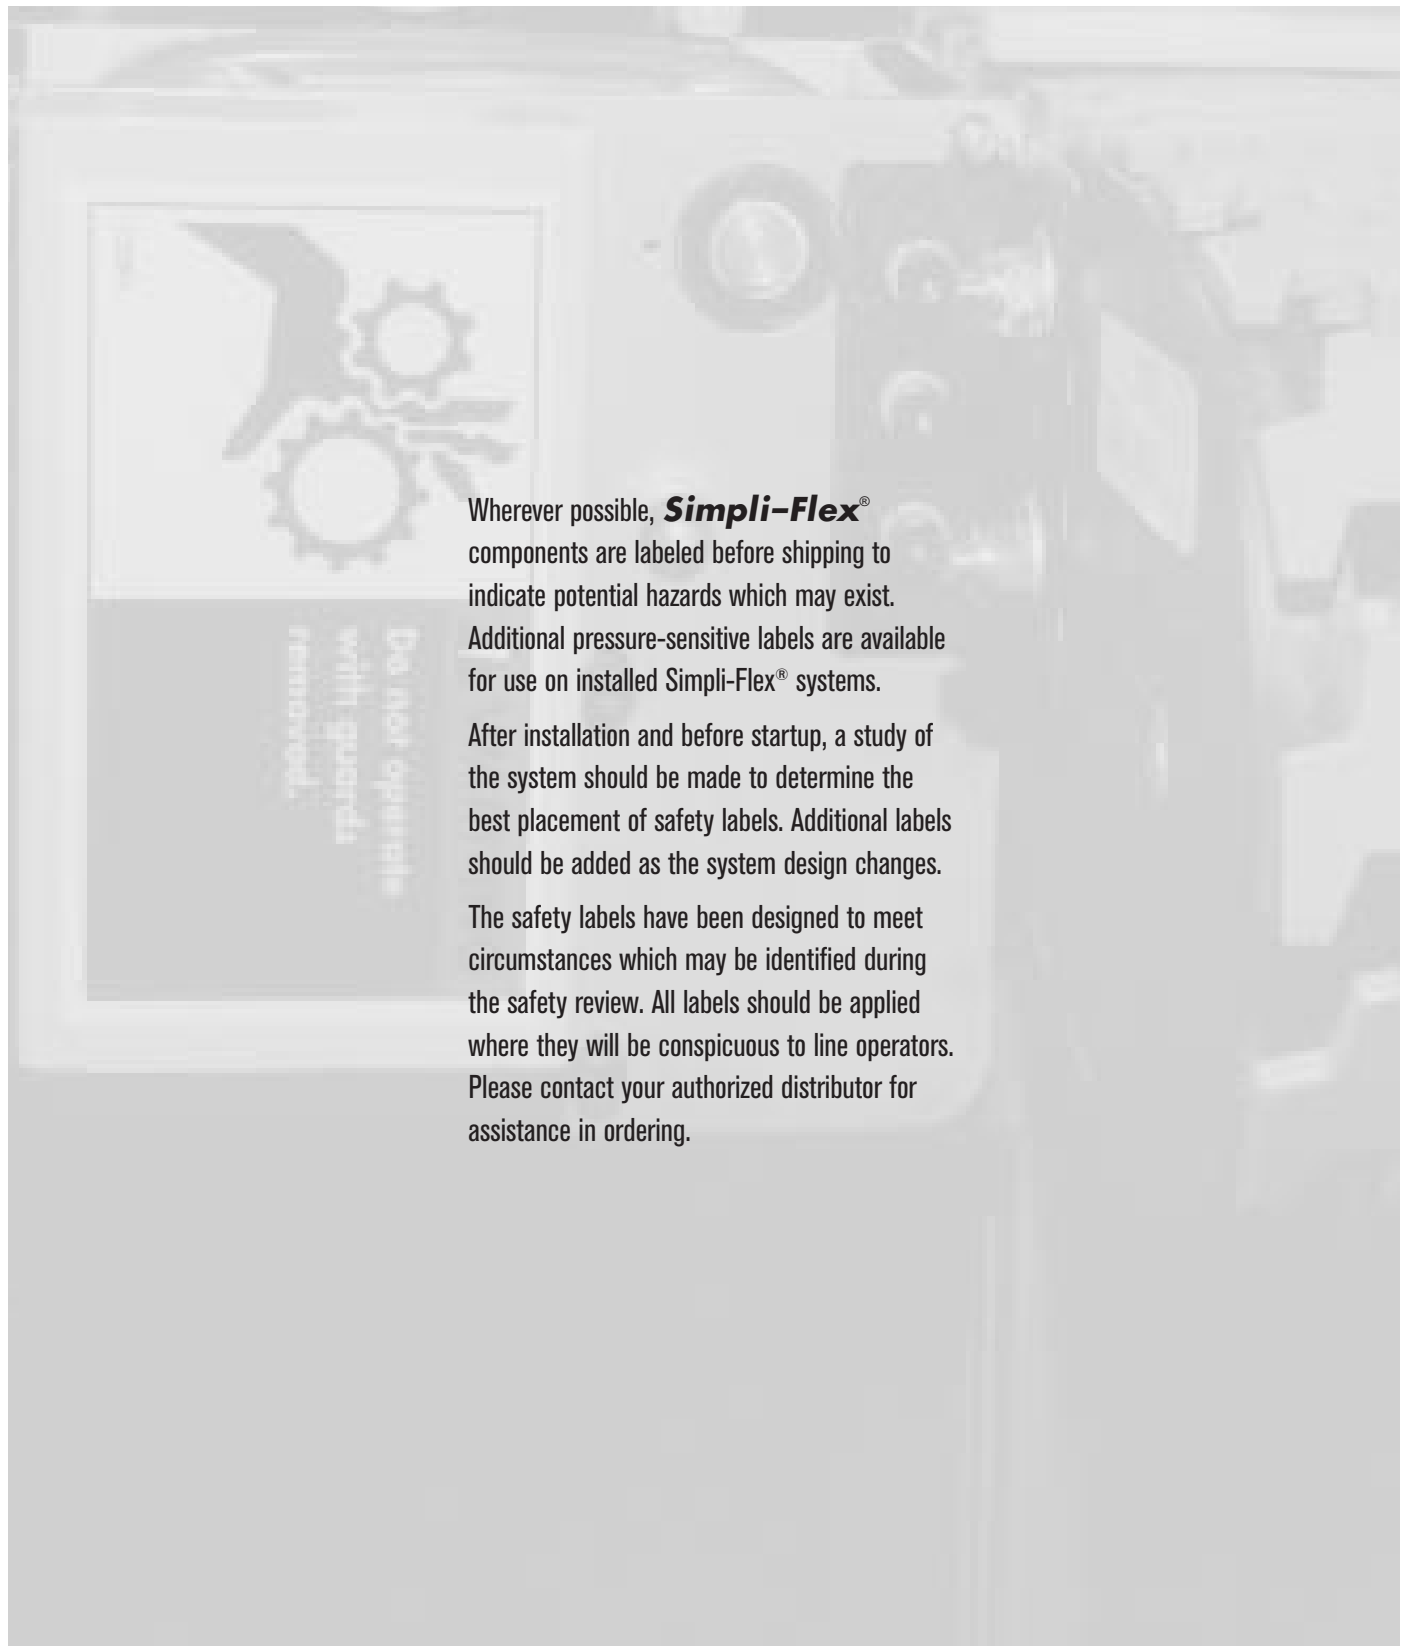 Wherever possible, Simpli–Flex®
components are labeled before shipping to
indicate potential hazards which may exist.
Additional pressure-sensitive labels are available
for use on installed Simpli-Flex® systems.
After installation and before startup, a study of
the system should be made to determine the
best placement of safety labels. Additional labels
should be added as the system design changes.
The safety labels have been designed to meet
circumstances which may be identified during
the safety review. All labels should be applied
where they will be conspicuous to line operators.
Please contact your authorized distributor for
assistance in ordering.
Do not operate
with guards
removed.